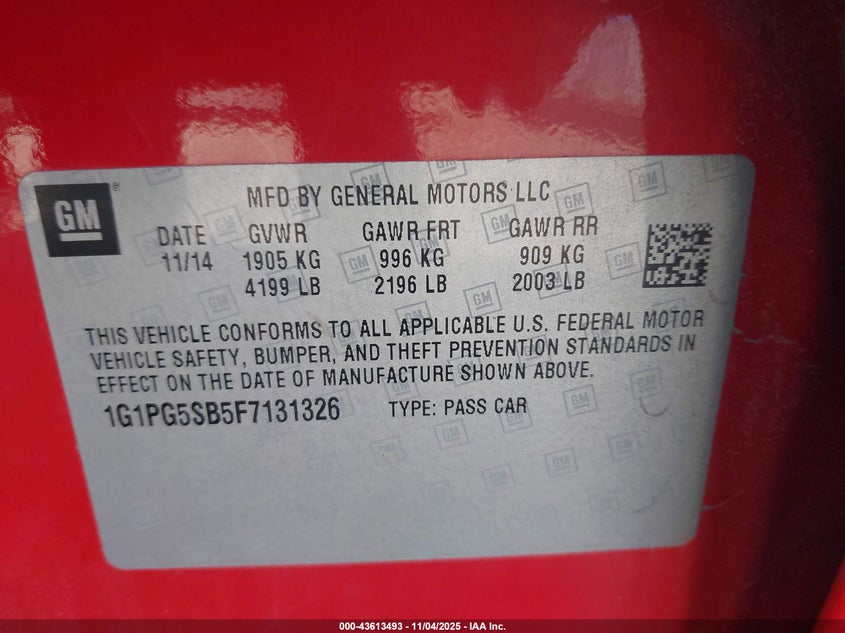 GM
MFD BY GENERAL MOTORS LLC
DATE GVWR GAWR FRT GAWR RR
11/14 1905 KG 996 KG 909 KG
4199 LB 2196 LB 2003 LB
THIS VEHICLE CONFORMS TO ALL APPLICABLE U.S. FEDERAL MOTOR
VEHICLE SAFETY, BUMPER, AND THEFT PREVENTION STANDARDS IN
EFFECT ON THE DATE OF MANUFACTURE SHOWN ABOVE.
1G1PG5SB5F7131326 TYPE: PASS CAR
000-43613493 - 11/04/2025 - IAA Inc.